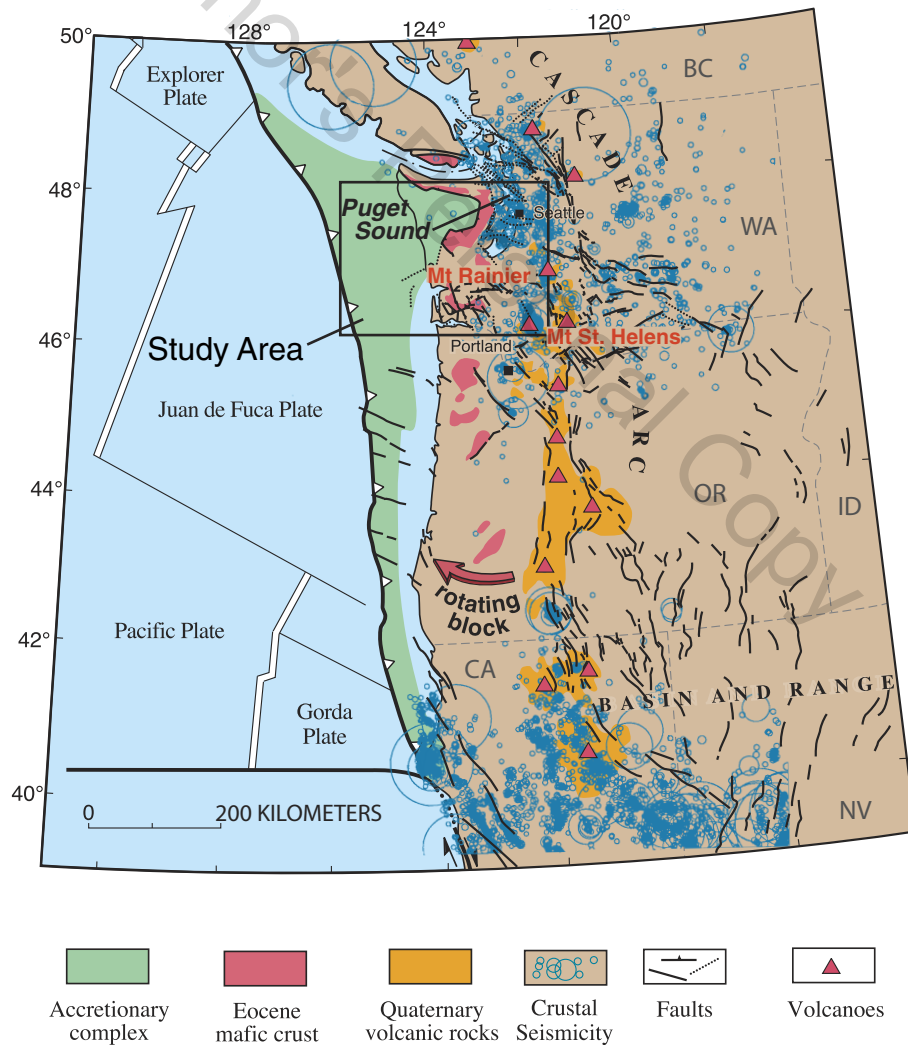 128°
124°
120°
50°
48°
46°
44°
42°
40°
Explorer
Plate
CASCADE
ARC
BC
WA
OR
ID
CA
NV
Puget
Sound
Seattle
Mt Rainier
Portland
Mt St. Helens
Study Area
Juan de Fuca Plate
rotating
block
Pacific Plate
Gorda
Plate
BASIN AND RANGE
0
200 KILOMETERS
Accretionary
complex
Eocene
mafic crust
Quaternary
volcanic rocks
Crustal
Seismicity
Faults
Volcanoes